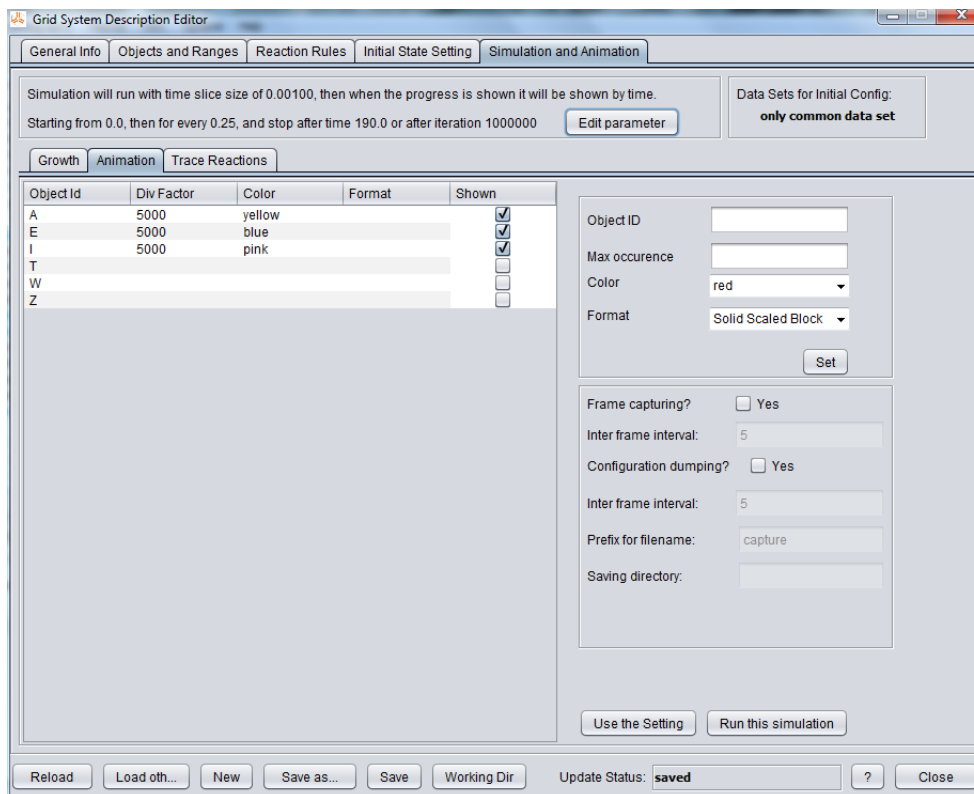 Grid System Description Editor
General Info Objects and Ranges Reaction Rules Initial State Setting Simulation and Animation
Simulation will run with time slice size of 0.00100, then when the progress is shown it will be shown by time.
Starting from 0.0, then for every 0.25, and stop after time 190.0 or after iteration 1000000 Edit parameter
Data Sets for Initial Config:
only common data set
Growth Animation Trace Reactions
Object Id Div Factor Color Format Shown
A 5000 yellow
E 5000 blue
I 5000 pink
T
W
Z
Object ID
Max occurence
Color red
Format Solid Scaled Block
Set
Frame capturing? Yes
Inter frame interval: 5
Configuration dumping? Yes
Inter frame interval: 5
Prefix for filename: capture
Saving directory:
Use the Setting Run this simulation
Reload Load oth... New Save as... Save Working Dir Update Status: saved ? Close